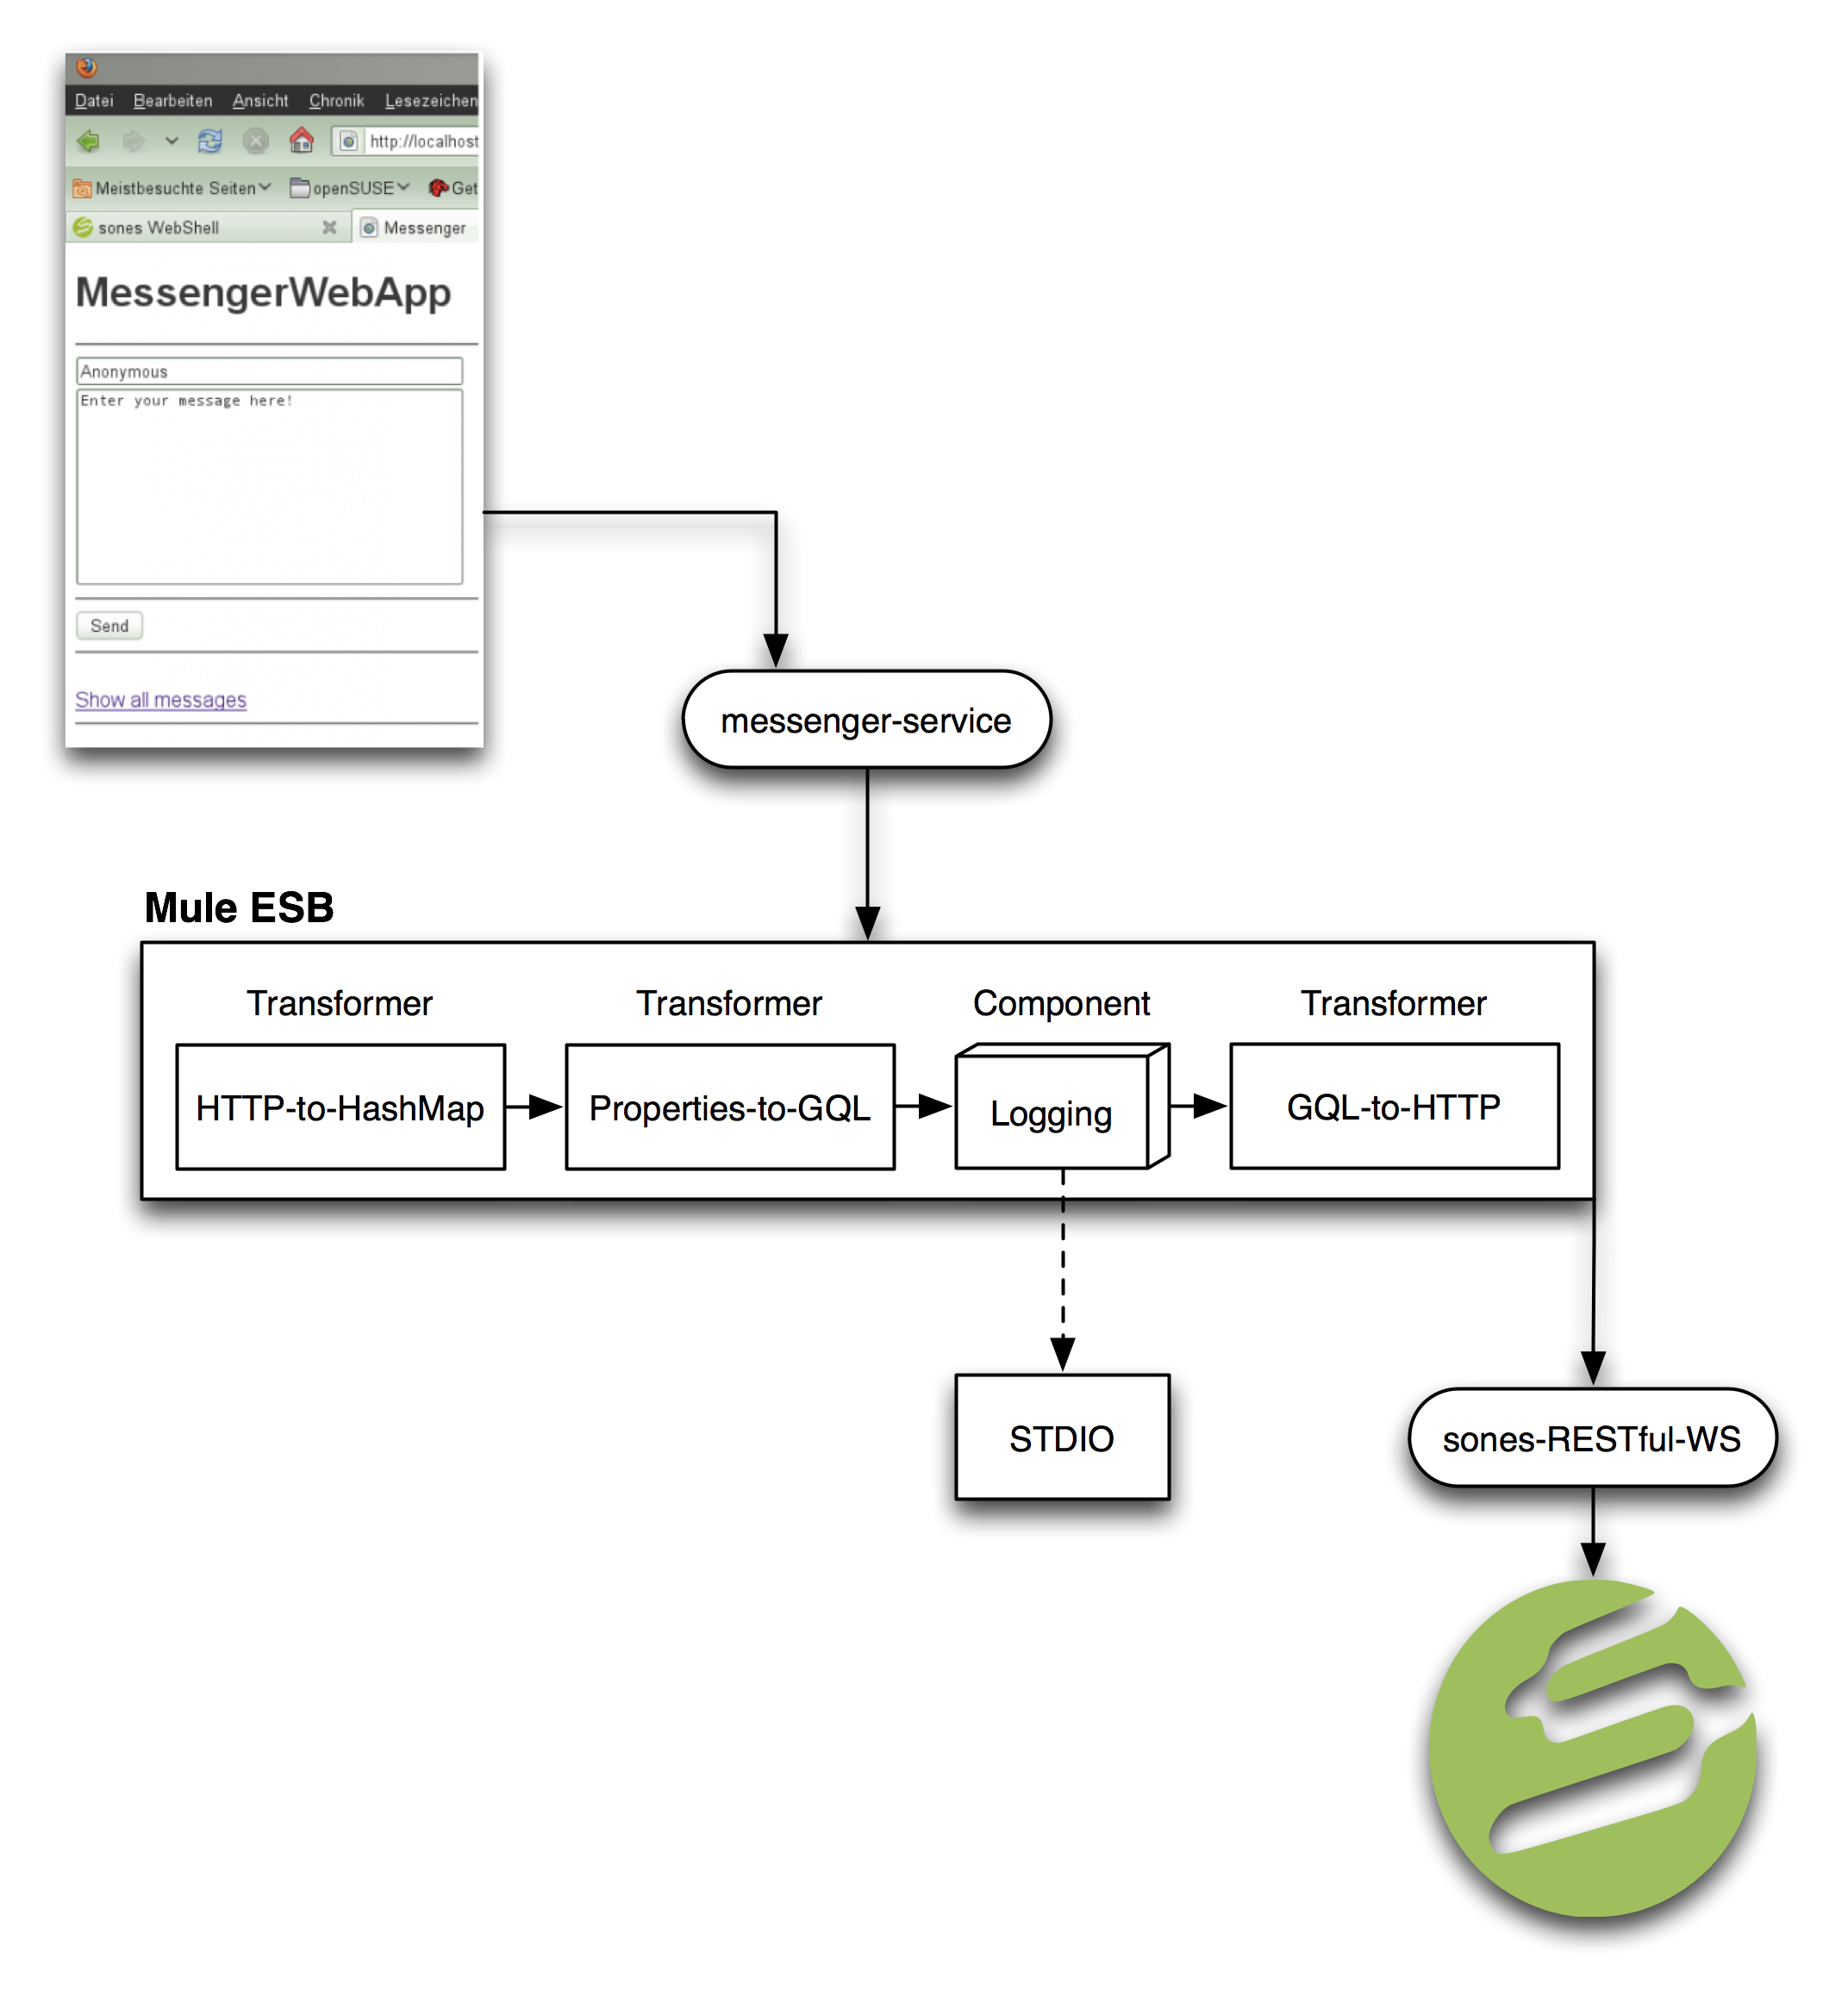 Datei Bearbeiten Ansicht Chronik Lesezeichen
http://localhost
Meistbesuchte Seiten openSUSE Get
sones WebShell Messenger
MessengerWebApp
Anonymous
Enter your message here!
Send
Show all messages
messenger-service
Mule ESB
Transformer Transformer Component Transformer
HTTP-to-HashMap Properties-to-GQL Logging GQL-to-HTTP
STDIO
sones-RESTful-WS